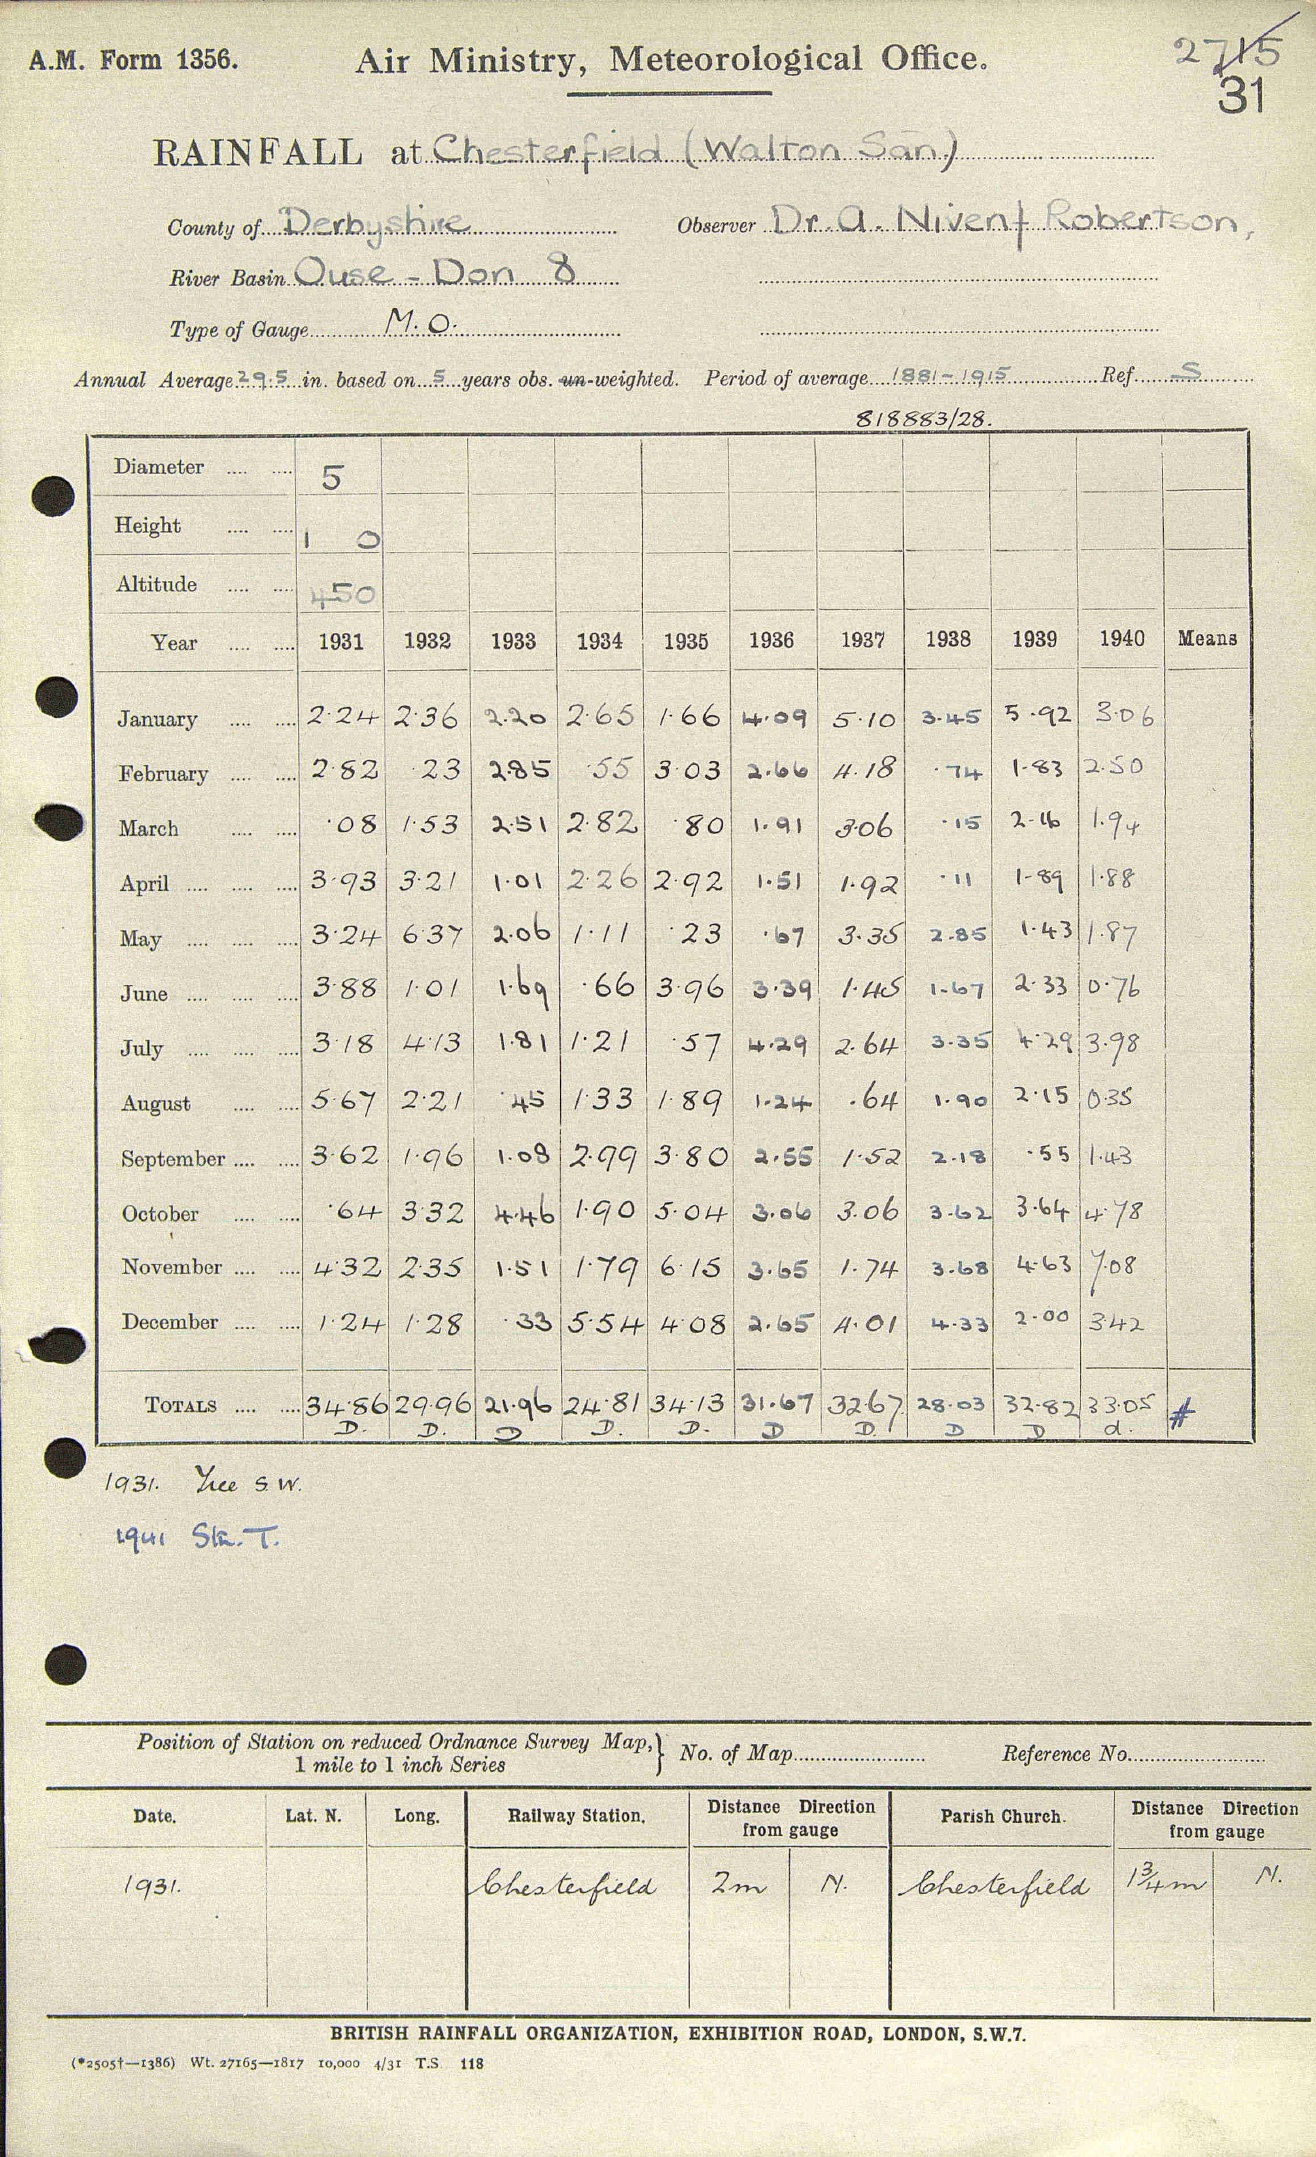 A.M. Form 1356.
Air Ministry, Meteorological Office.
2715
31
RAINFALL at Chesterfield (Walton San.)
County of Derbyshire Observer Dr. A. Niven Robertson,
River Basin Ouse - Don 8
Type of Gauge M.O.
Annual Average 29.5 in. based on 5 years obs. un-weighted. Period of average 1881-1915 Ref. S
818883/28.
Diameter 5
Height 1 0
Altitude 450
Year 1931 1932 1933 1934 1935 1936 1937 1938 1939 1940 Means
January 2.24 2.36 2.20 2.65 1.66 4.09 5.10 3.45 5.92 3.06
February 2.82 .23 2.85 .55 3.03 2.66 4.18 .74 1.83 2.50
March .08 1.53 2.51 2.82 .80 1.91 3.06 .15 2.16 1.94
April 3.93 3.21 1.01 2.26 2.92 1.51 1.92 .11 1.89 1.88
May 3.24 6.37 2.06 1.11 .23 .67 3.35 2.85 1.43 1.87
June 3.88 1.01 1.69 .66 3.96 3.39 1.45 1.67 2.33 0.76
July 3.18 4.13 1.81 1.21 .57 4.29 2.64 3.35 4.29 3.98
August 5.67 2.21 .45 1.33 1.89 1.24 .64 1.90 2.15 0.35
September 3.62 1.96 1.08 2.99 3.80 2.55 1.52 2.18 .55 1.43
October .64 3.32 4.46 1.90 5.04 3.06 3.06 3.62 3.64 4.78
November 4.32 2.35 1.51 1.79 6.15 3.65 1.74 3.68 4.63 7.08
December 1.24 1.28 .33 5.54 4.08 2.65 4.01 4.33 2.00 3.42
TOTALS 34.86 29.96 21.96 24.81 34.13 31.67 32.67 28.03 32.82 33.05 #
D. D. D D. D. D D. D D d.
1931. Tree S.W.
1941 Stn. T.
Position of Station on reduced Ordnance Survey Map, 1 mile to 1 inch Series } No. of Map Reference No.
Date. Lat. N. Long. Railway Station. Distance Direction from gauge Parish Church. Distance Direction from gauge
1931. Chesterfield 2m N. Chesterfield 1¾m N.
BRITISH RAINFALL ORGANIZATION, EXHIBITION ROAD, LONDON, S.W.7.
(*2505†—1386) Wt. 27165—1817 10,000 4/31 T.S. 118